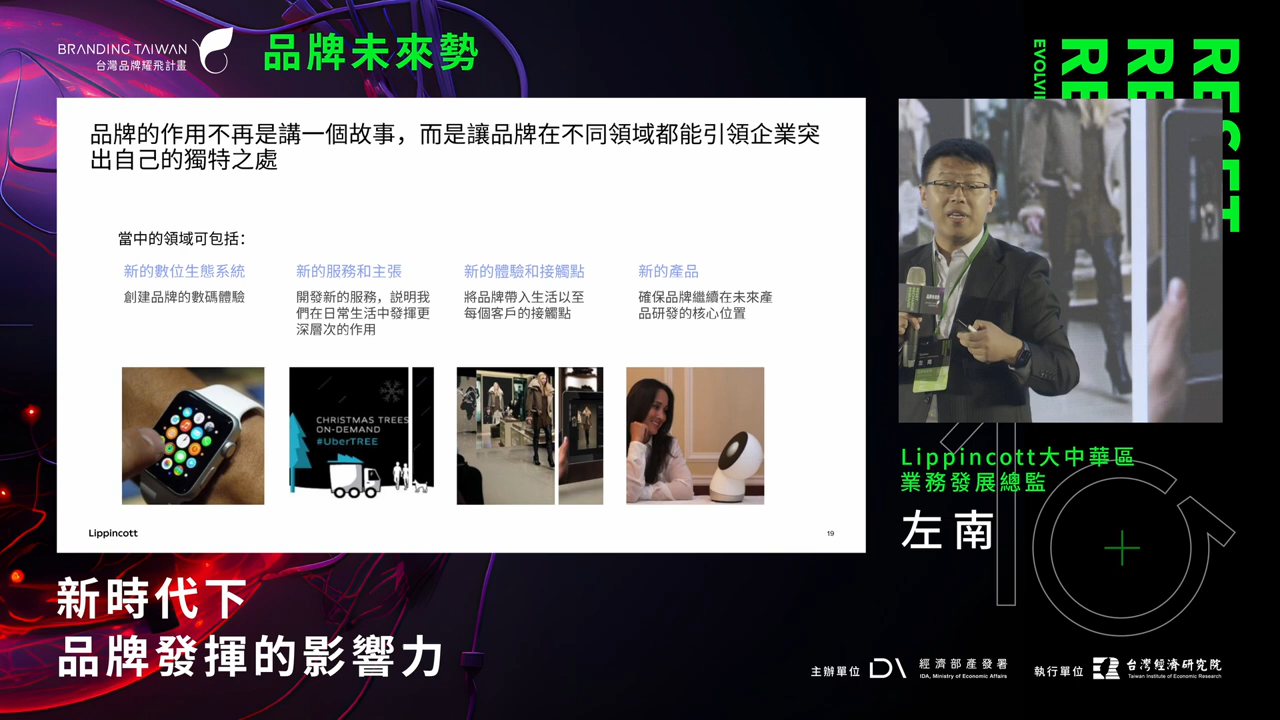 BRANDING TAIWAN
台灣品牌耀飛計畫
品牌未來勢
品牌的作用不再是講一個故事，而是讓品牌在不同領域都能引領企業突
出自己的獨特之處
當中的領域可包括：
新的數位生態系統
創建品牌的數碼體驗
新的服務和主張
開發新的服務，説明我
們在日常生活中發揮更
深層次的作用
新的體驗和接觸點
將品牌帶入生活以至
每個客戶的接觸點
新的產品
確保品牌繼續在未來產
品研發的核心位置
CHRISTMAS TREES
ON-DEMAND
#UberTREE
Lippincott
19
RESET
RE
RE
EVOLVI
Lippincott大中華區
業務發展總監
左南
新時代下
品牌發揮的影響力
主辦單位
經濟部產發署
IDA, Ministry of Economic Affairs
執行單位
台灣經濟研究院
Taiwan Institute of Economic Research